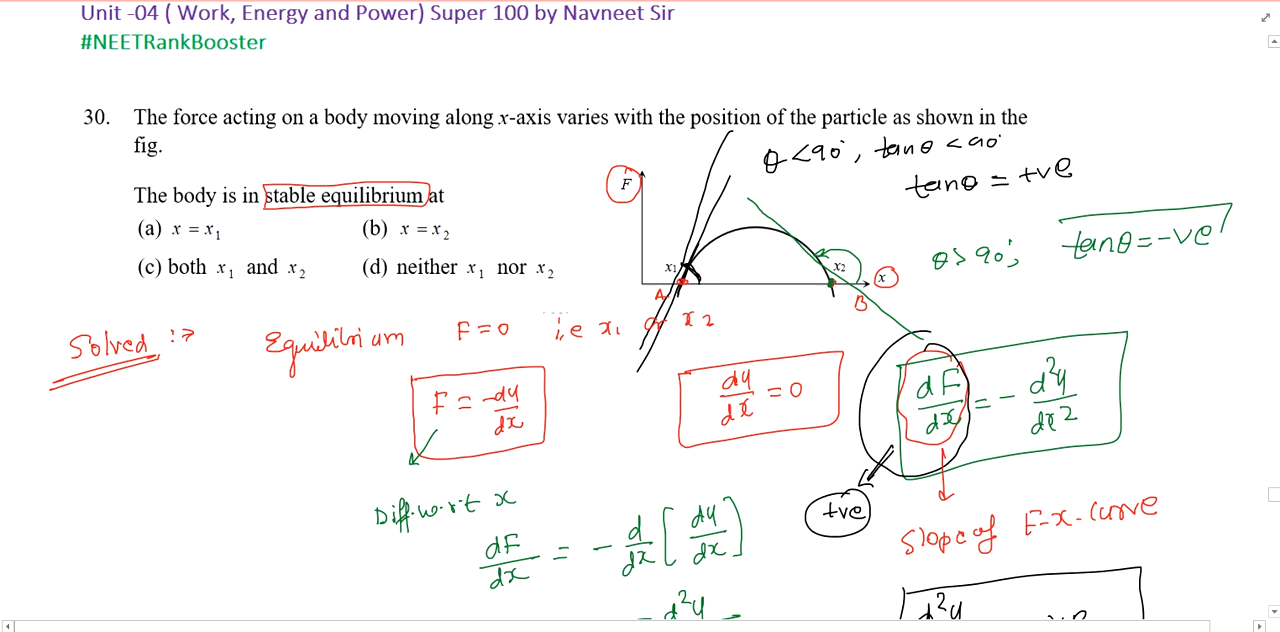 Unit -04 ( Work, Energy and Power) Super 100 by Navneet Sir
#NEETRankBooster
30. The force acting on a body moving along x-axis varies with the position of the particle as shown in the
fig.
θ <90°, tanθ <90°
tanθ = +ve
F
The body is in stable equilibrium at
(a) x = x₁ (b) x = x₂
(c) both x₁ and x₂ (d) neither x₁ nor x₂
θ> 90°; tanθ=-ve
x₁ x₂ x
A B
Solved :→ Equilibrium F=0 i,e x₁ or x₂
F = -du/dx
du/dx = 0
dF/dx = - d²u/dx²
+ve
Diff. w.r.t x
Slope of F-x-curve
dF/dx = - d/dx [du/dx]
d²u
d²u